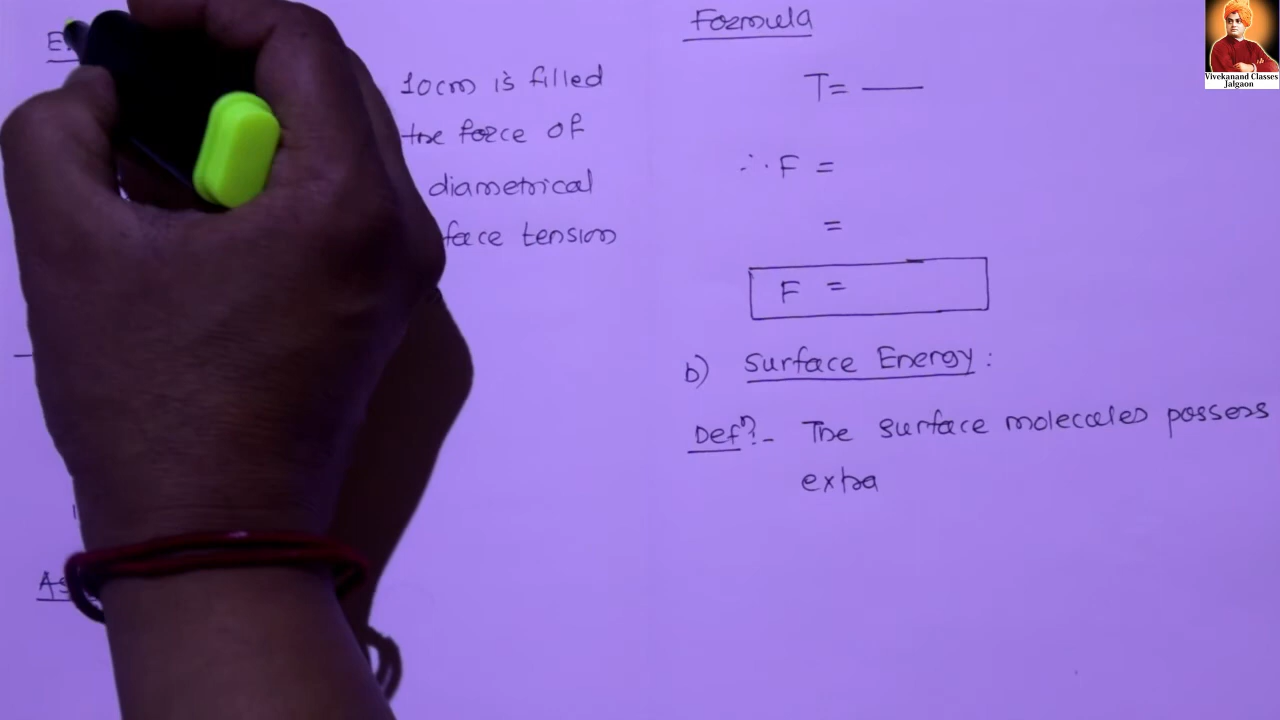 10cm is filled
the force of
diametrical
face tension
Formula
T= —
∴ F =
=
F =
b) Surface Energy :
Defn:- The surface molecules possess
extra
Vivekanand Classes
Jalgaon